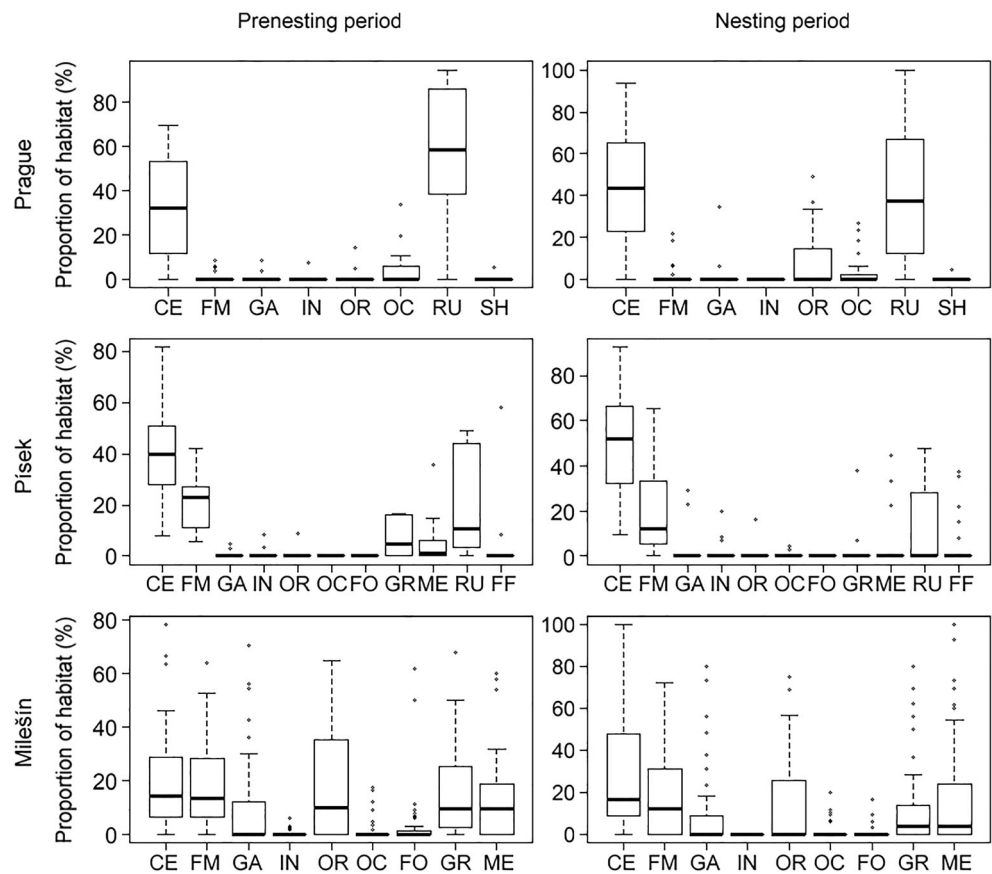 Prenesting period Nesting period
Prague
Proportion of habitat (%)
80
60
40
20
0
CE FM GA IN OR OC RU SH
100
80
60
40
20
0
CE FM GA IN OR OC RU SH
Písek
Proportion of habitat (%)
80
60
40
20
0
CE FM GA IN OR OC FO GR ME RU FF
80
60
40
20
0
CE FM GA IN OR OC FO GR ME RU FF
Milešín
Proportion of habitat (%)
80
60
40
20
0
CE FM GA IN OR OC FO GR ME
100
80
60
40
20
0
CE FM GA IN OR OC FO GR ME